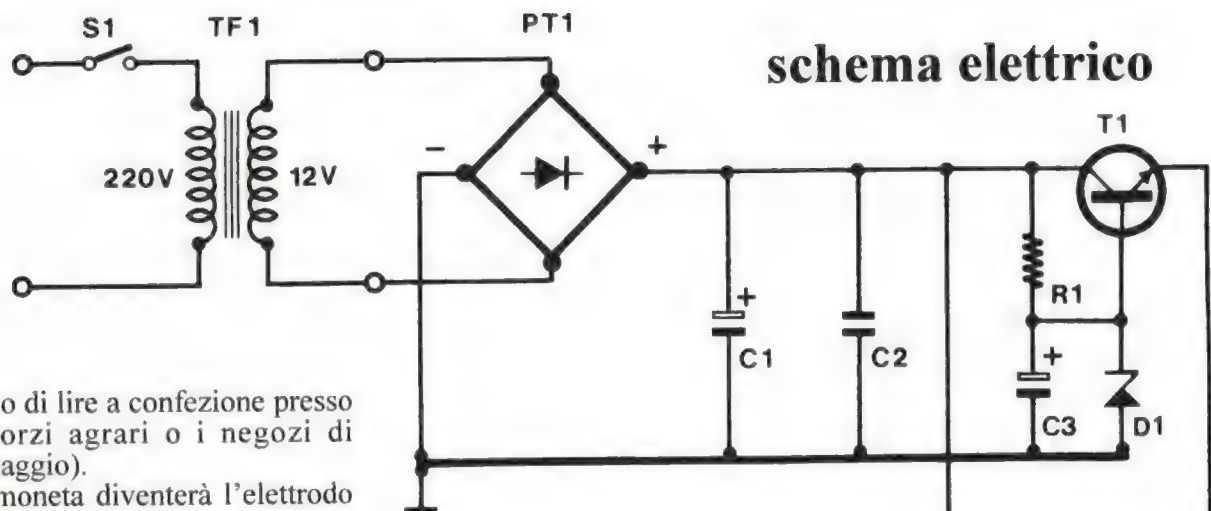 S1 TF1 PT1
schema elettrico
T1
- +
220V 12V
R1
+
C1 C2
+
C3 D1
o di lire a confezione presso
orzi agrari o i negozi di
aggio).
moneta diventerà l'elettrodo